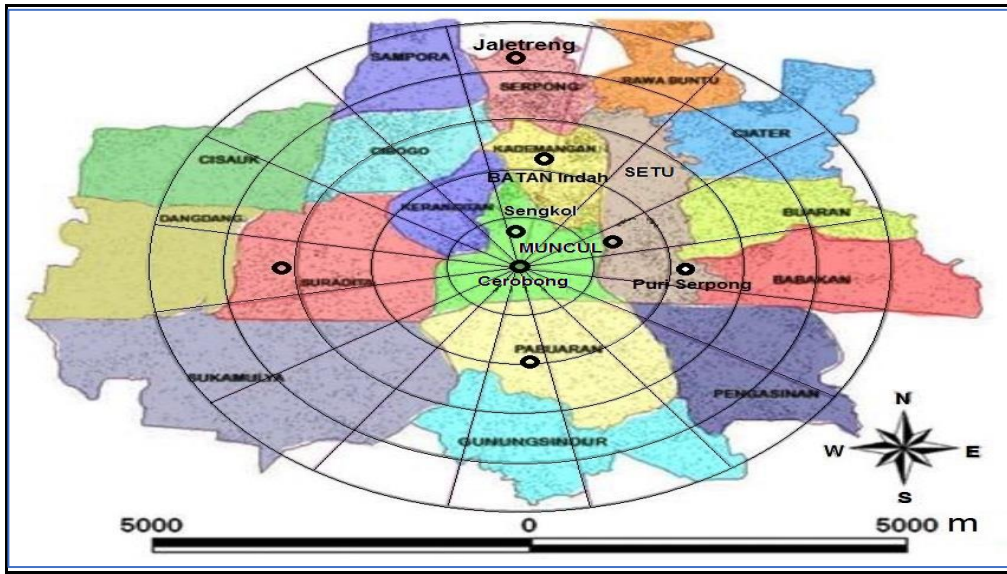 Jaletreng
SAMPORA
SERPONG
RAWA BUNTU
CIATER
CISAUK
CIBOGO
KADEMANGAN
SETU
BATAN Indah
KERANGGAN
Sengkol
BUARAN
DANGDANG
MUNCUL
SURADITA
Cerobong
Puri Serpong
BABAKAN
PABUARAN
SUKAMULYA
PENGASINAN
GUNUNGSINDUR
N
W
E
S
5000
0
5000 m